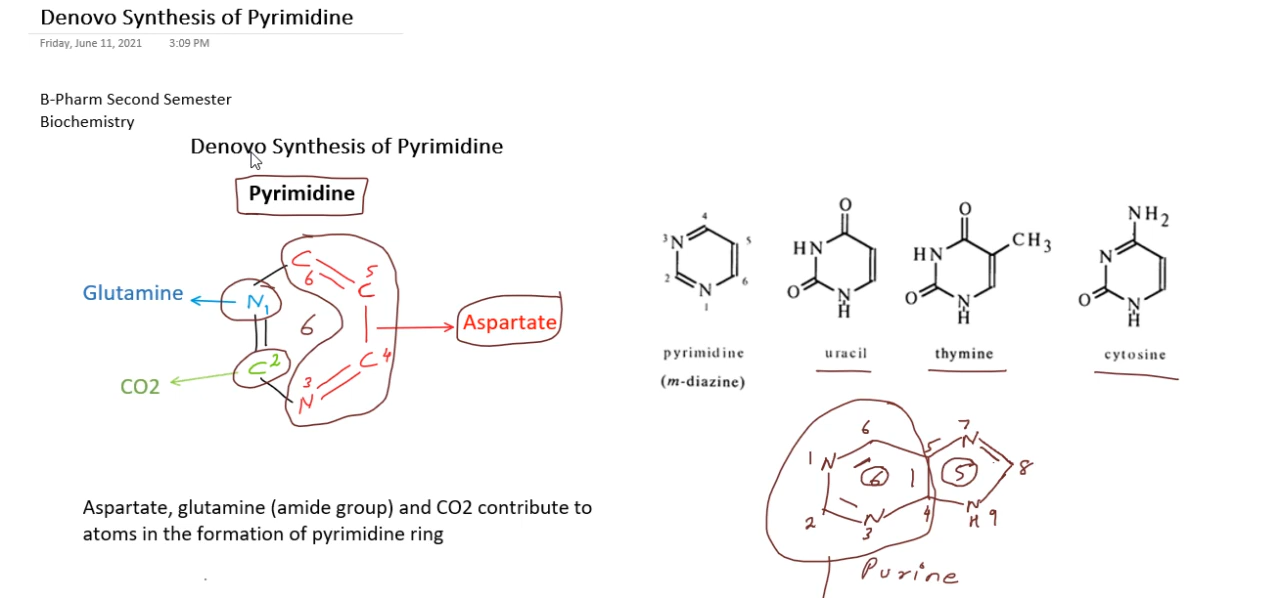 Denovo Synthesis of Pyrimidine
Friday, June 11, 2021 3:09 PM
B-Pharm Second Semester
Biochemistry
Denovo Synthesis of Pyrimidine
Pyrimidine
C
6
5
C
Glutamine
N1
6
Aspartate
C2
C4
CO2
3
N
Aspartate, glutamine (amide group) and CO2 contribute to
atoms in the formation of pyrimidine ring
4
3 N
5
2
6
N
1
pyrimidine
(m-diazine)
O
HN
O
N
H
uracil
O
CH3
HN
O
N
H
thymine
NH2
N
O
N
H
cytosine
6
7
5
N
1 N
6
5
8
2
N
3
4
N
H 9
Purine